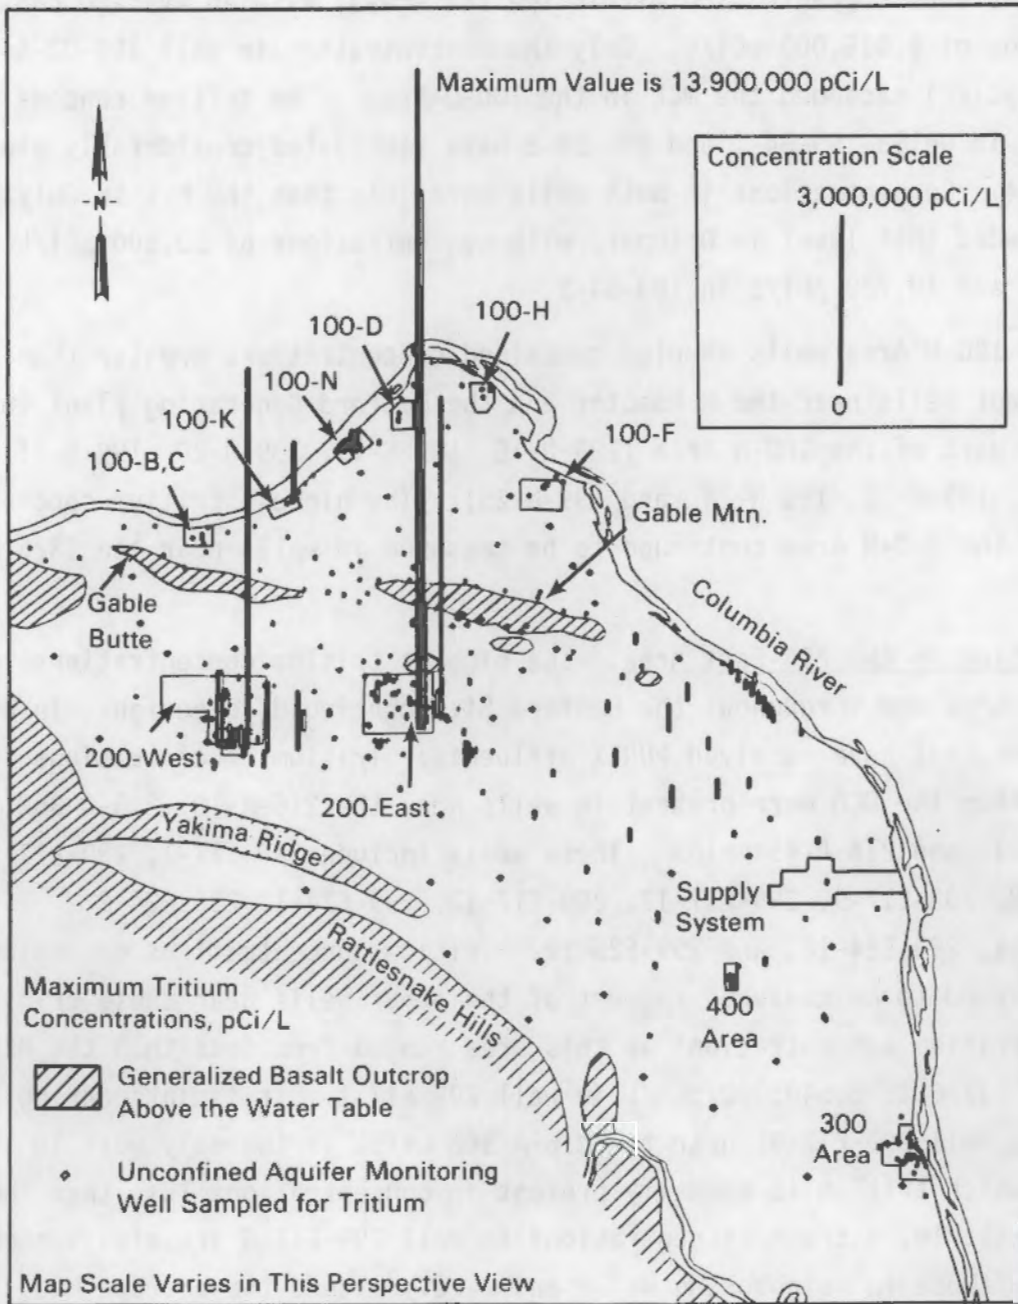 Maximum Value is 13,900,000 pCi/L
-N-
Concentration Scale
3,000,000 pCi/L
0
100-H
100-D
100-N
100-K
100-B,C
100-F
Gable Mtn.
Gable
Butte
Columbia River
200-West
200-East
Yakima Ridge
Rattlesnake Hills
Supply
System
400
Area
300
Area
Maximum Tritium
Concentrations, pCi/L
Generalized Basalt Outcrop
Above the Water Table
Unconfined Aquifer Monitoring
Well Sampled for Tritium
Map Scale Varies in This Perspective View